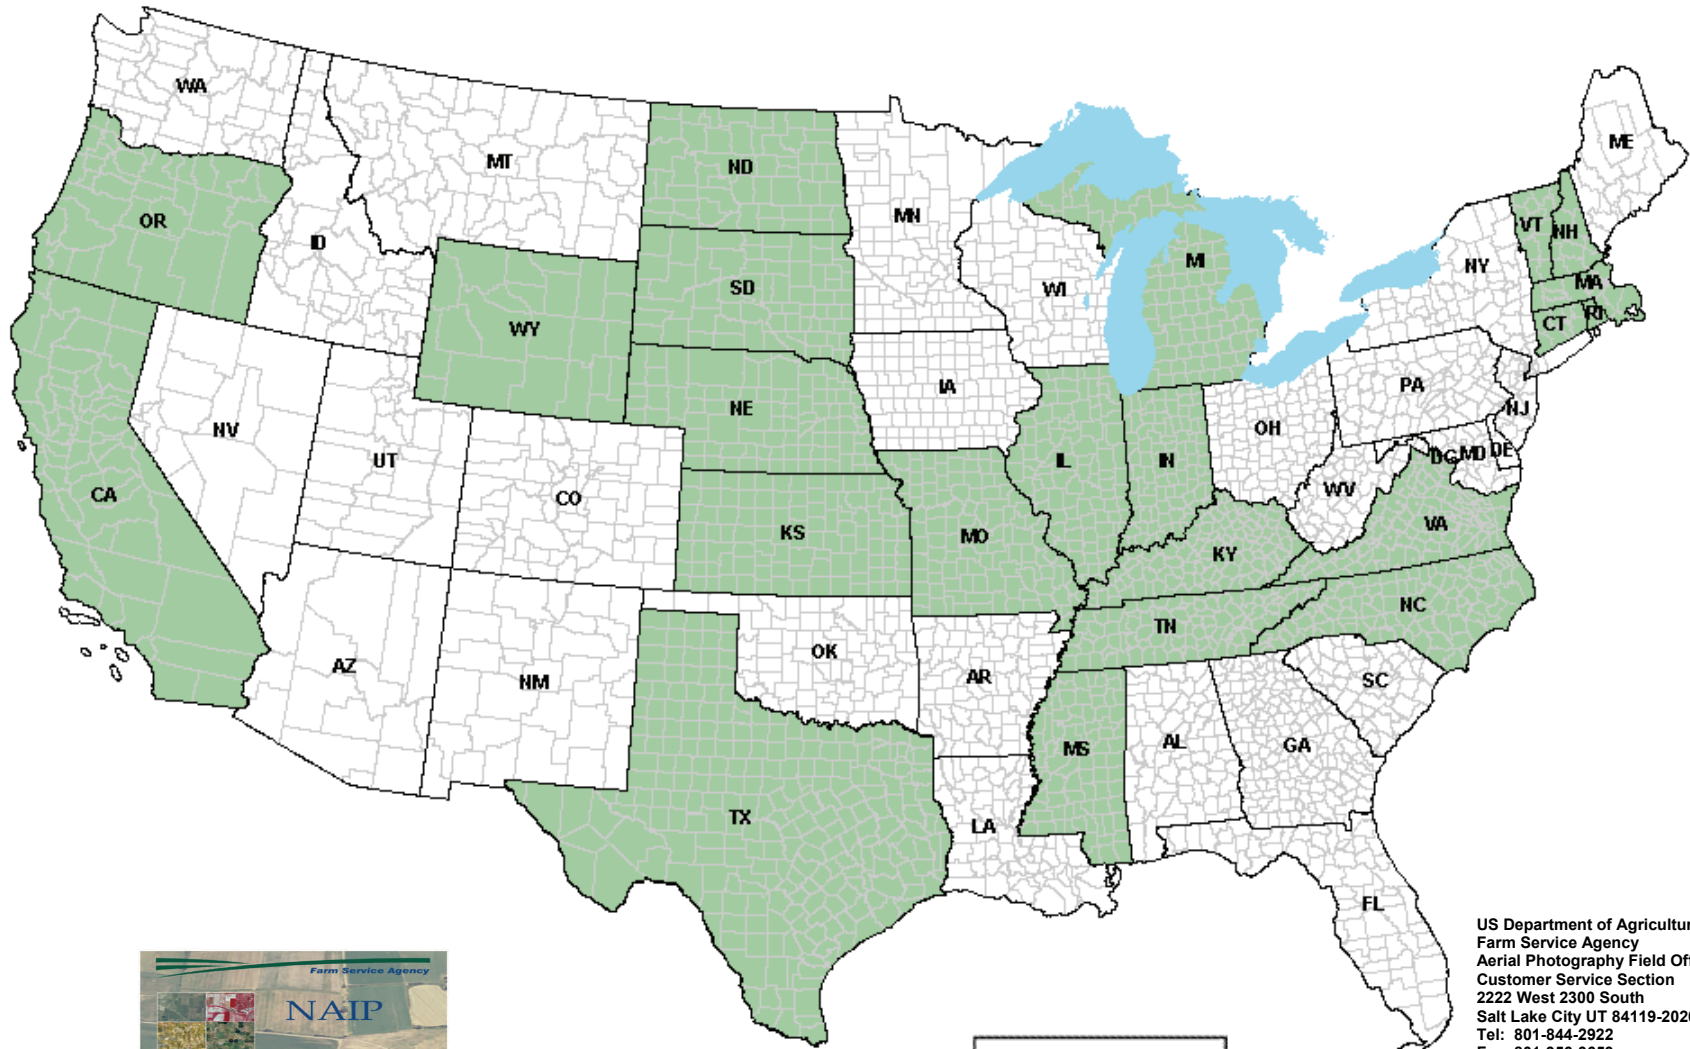 WA
MT
ND
MN
ME
OR
ID
SD
WI
MI
NY
VT
NH
MA
CT
RI
WY
IA
NE
PA
NJ
NV
UT
CO
CA
KS
MO
IL
IN
OH
WV
DC
MD
DE
VA
KY
NC
TN
AZ
NM
OK
AR
SC
MS
AL
GA
TX
LA
FL
Farm Service Agency
NAIP
US Department of Agricultur
Farm Service Agency
Aerial Photography Field Off
Customer Service Section
2222 West 2300 South
Salt Lake City UT 84119-2020
Tel: 801-844-2922